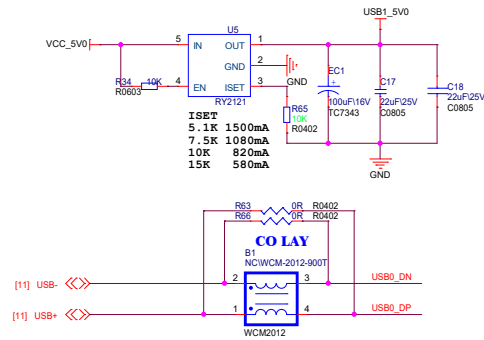 USB1_5V0
VCC_5V0
U5
5 IN OUT 1
GND 2
4 EN ISET 3
R34 10K
R0603
RY2121
GND
EC1
100uF\16V
TC7343
C17
22uF\25V
C0805
C18
22uF\25V
C0805
R65
10K
R0402
ISET
5.1K 1500mA
7.5K 1080mA
10K 820mA
15K 580mA
GND
R63 0R R0402
R66 0R R0402
CO LAY
B1
NC\WCM-2012-900T
[11] USB- 2 3 USB0_DN
[11] USB+ 1 4 USB0_DP
WCM2012